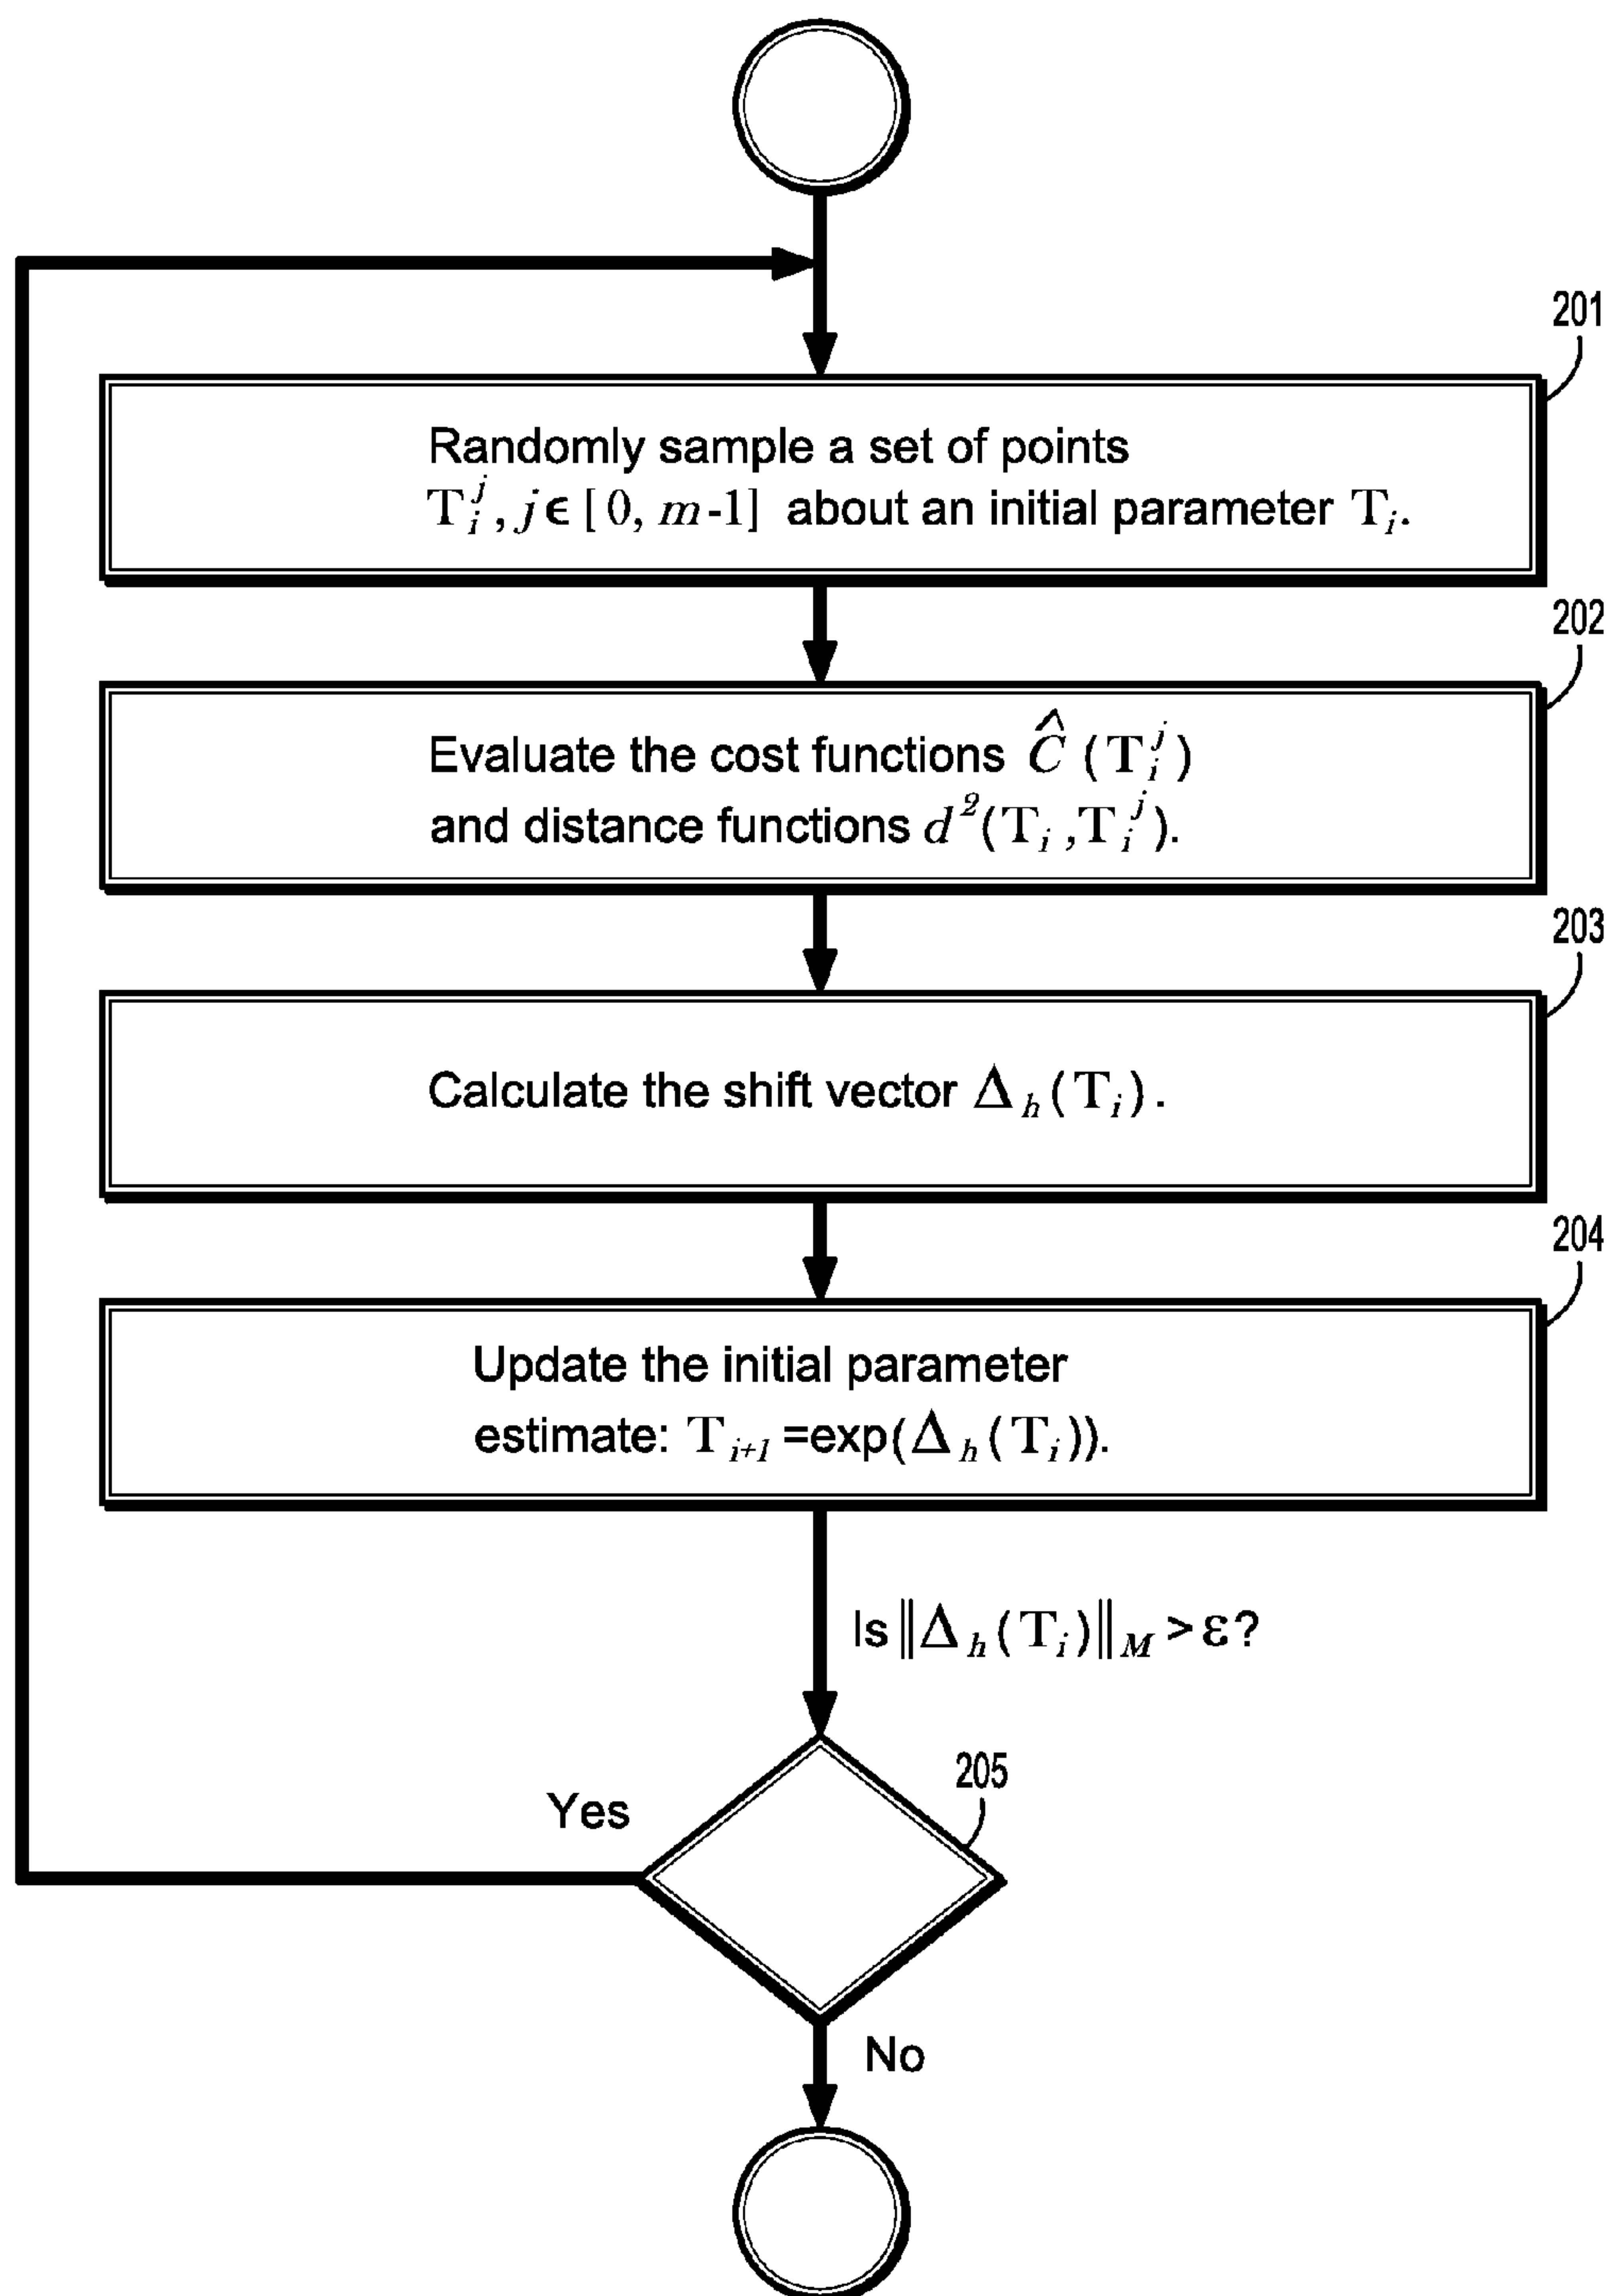 201
Randomly sample a set of points
T_i^j, j ϵ [0, m-1] about an initial parameter T_i.
202
Evaluate the cost functions Ĉ (T_i^j)
and distance functions d^2(T_i, T_i^j).
203
Calculate the shift vector Δ_h(T_i).
204
Update the initial parameter
estimate: T_{i+1} =exp(Δ_h(T_i)).
Is ‖Δ_h(T_i)‖_M > ε?
205
Yes
No